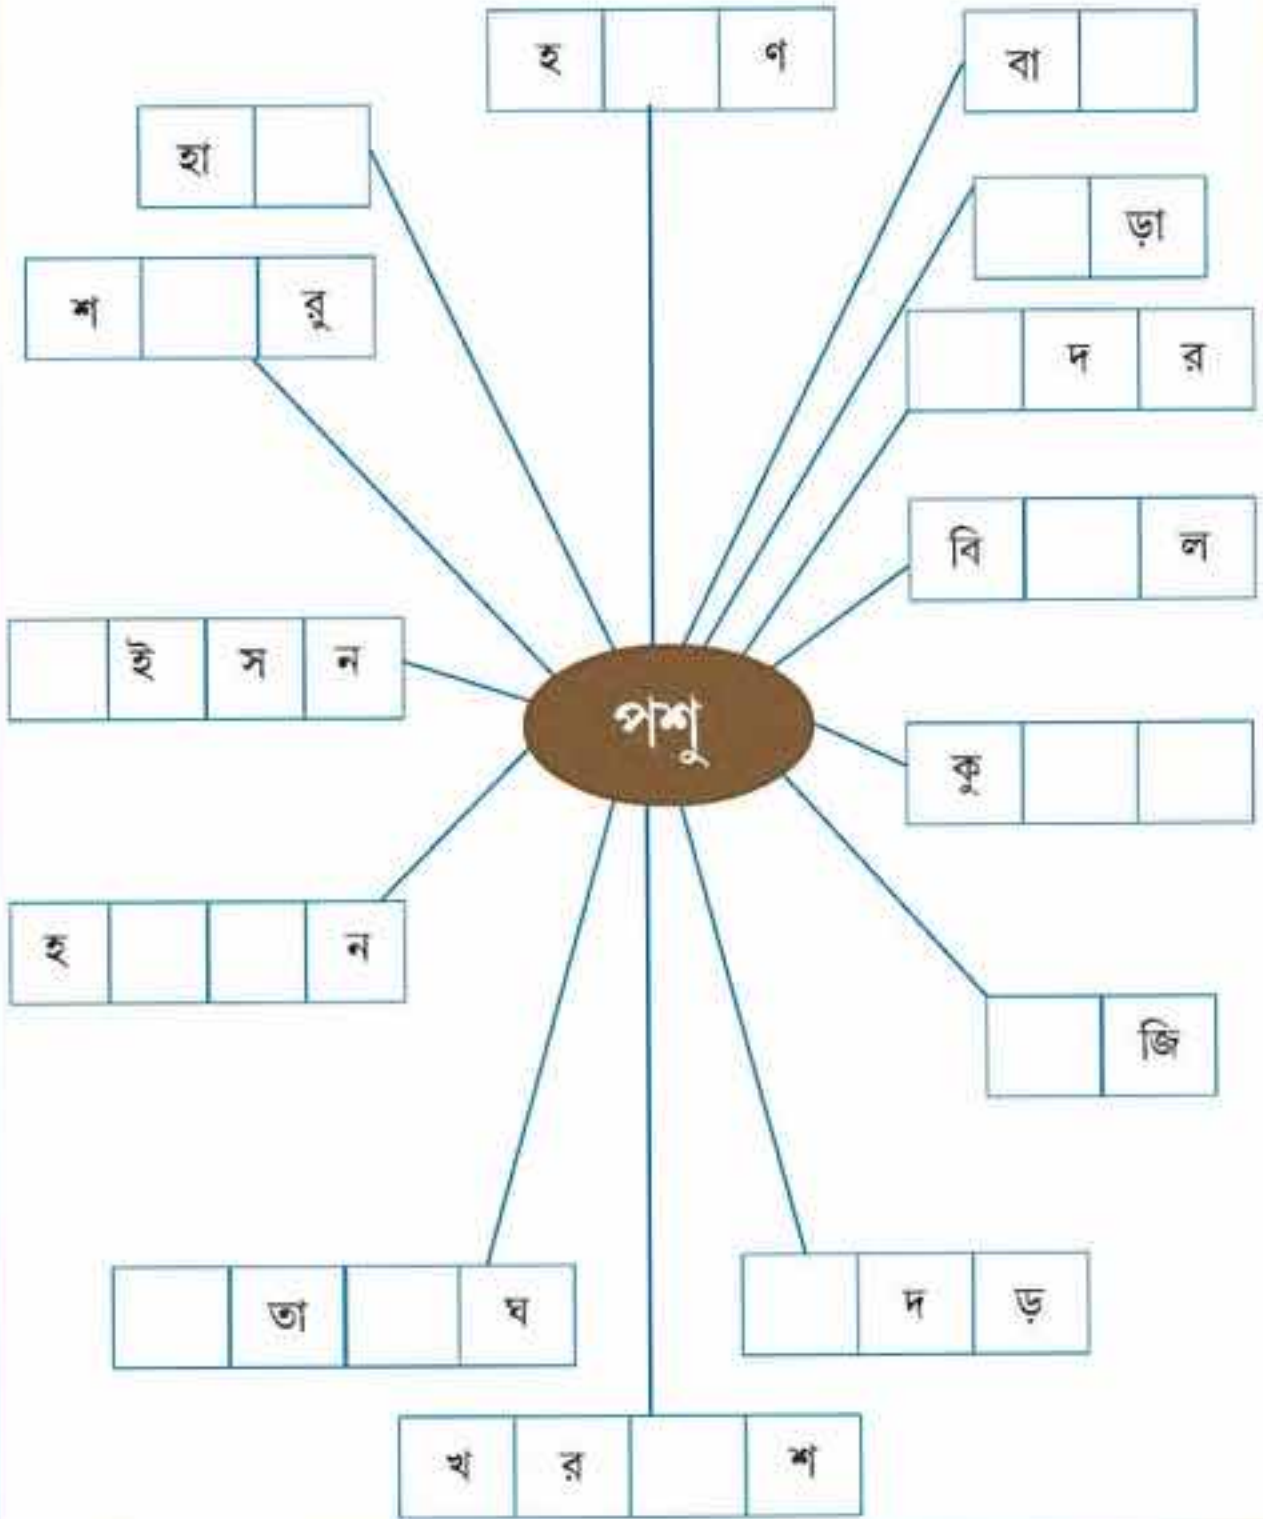 হ ণ
বা
হা
ড়া
শ রু
দ র
বি ল
ই স ন
পশু
কু
হ ন
জি
তা ঘ
দ ড়
খ র শ